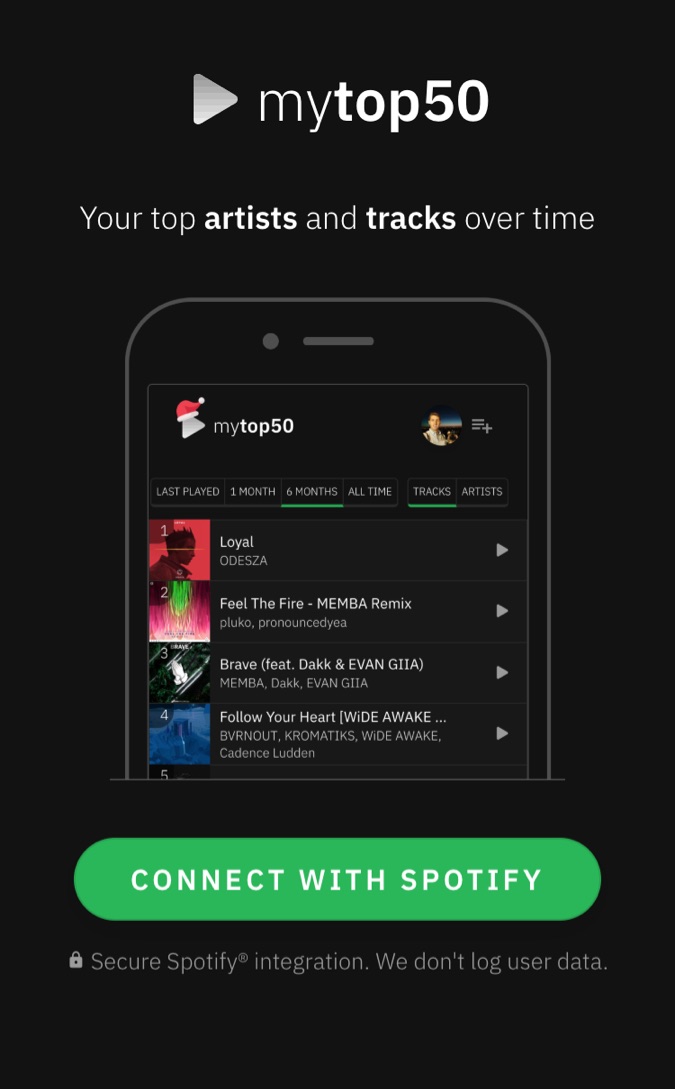 mytop50
Your top artists and tracks over time
mytop50
LAST PLAYED 1 MONTH 6 MONTHS ALL TIME TRACKS ARTISTS
1
Loyal
ODESZA
2
Feel The Fire - MEMBA Remix
pluko, pronouncedyea
3
BRAVE
Brave (feat. Dakk & EVAN GIIA)
MEMBA, Dakk, EVAN GIIA
4
Follow Your Heart [WiDE AWAKE ...
BVRNOUT, KROMATIKS, WiDE AWAKE,
Cadence Ludden
5
CONNECT WITH SPOTIFY
Secure Spotify® integration. We don't log user data.